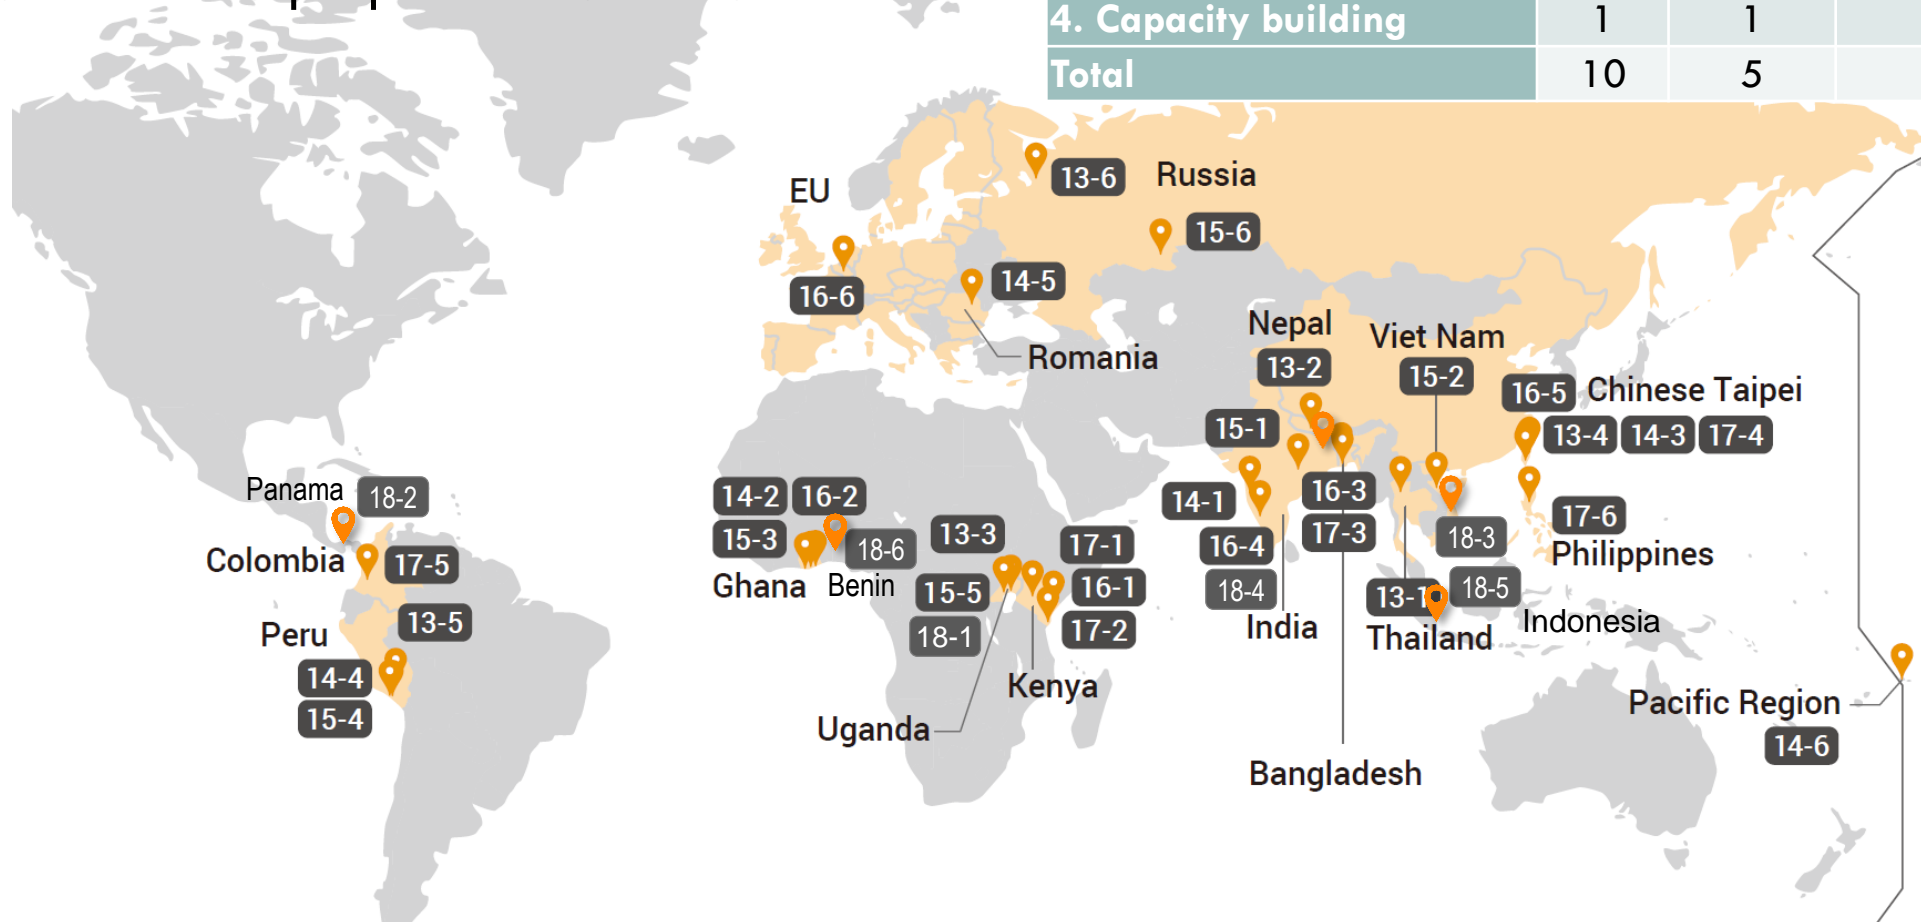 4. Capacity building 1 1
Total 10 5
13-6 Russia
EU
15-6
16-6
14-5
Nepal
13-2
Viet Nam
15-2
Romania
16-5 Chinese Taipei
13-4 14-3 17-4
15-1
14-1
16-3
17-3
16-4
18-4
India
17-6
Philippines
18-3
13-1 18-5
Thailand
Indonesia
Panama 18-2
Colombia 17-5
13-5
Peru
14-4
15-4
14-2 16-2
15-3
18-6
Ghana Benin
13-3
17-1
15-5
16-1
18-1
17-2
Kenya
Uganda
Bangladesh
Pacific Region
14-6